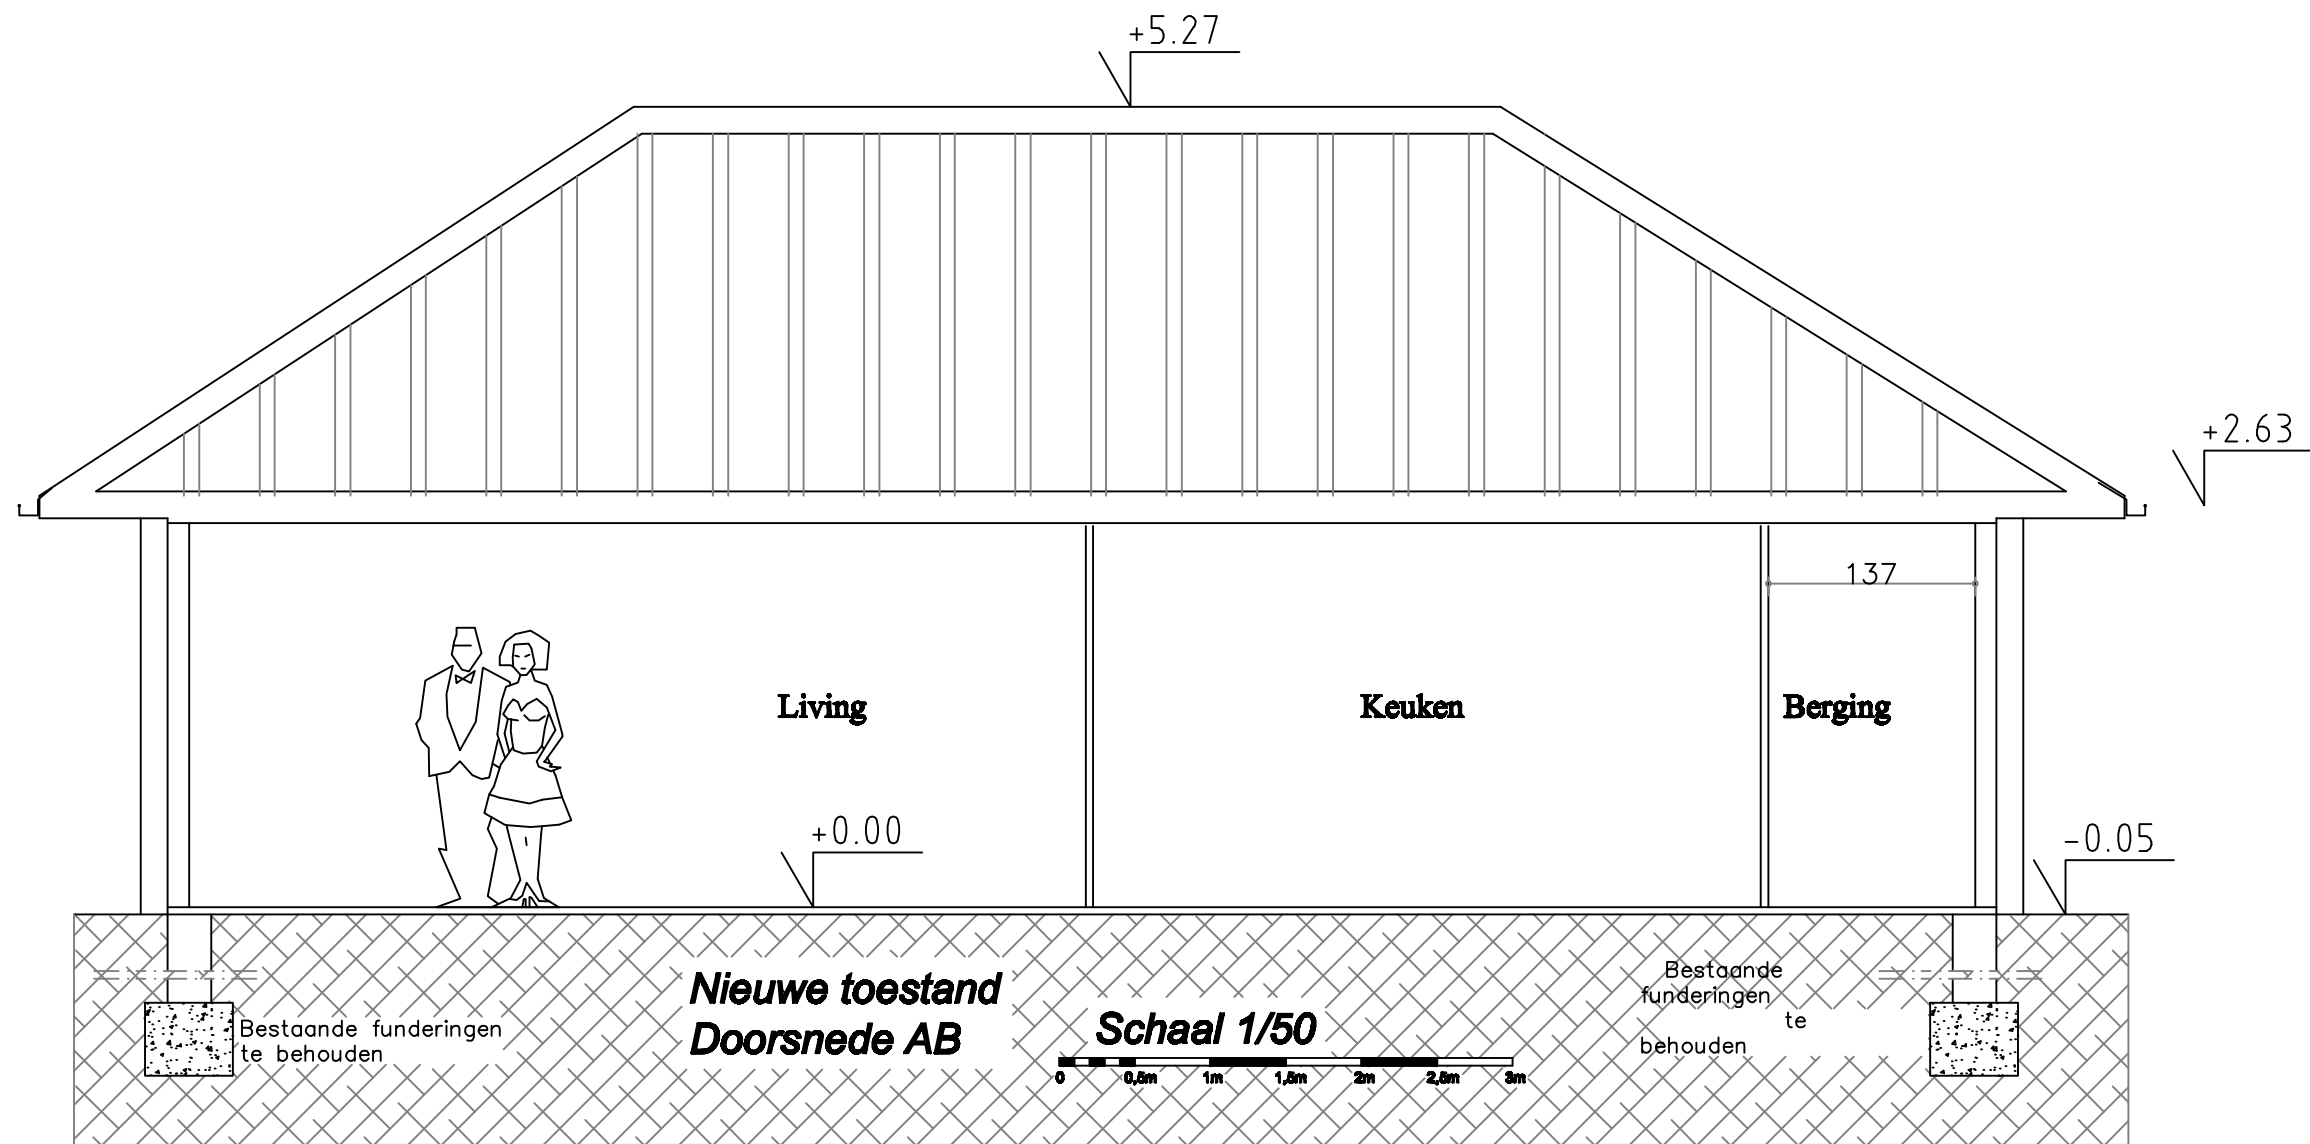 +5.27
+2.63
137
Living
Keuken
Berging
+0.00
-0.05
Nieuwe toestand
Doorsnede AB
Schaal 1/50
0 0,5m 1m 1,5m 2m 2,5m 3m
Bestaande funderingen
te behouden
Bestaande
funderingen
te
behouden